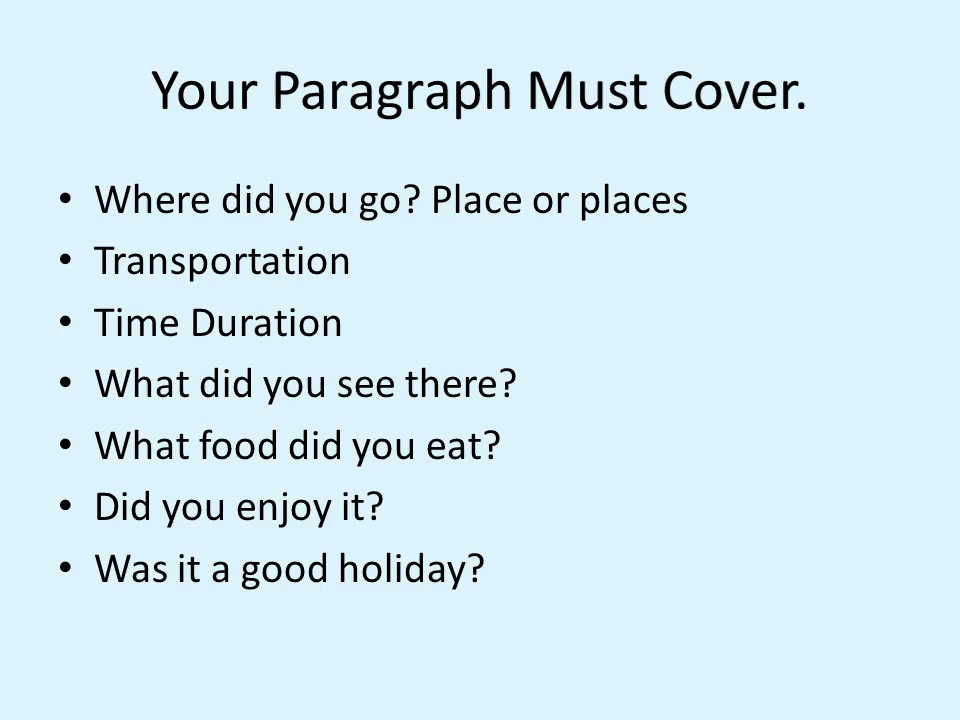 Your Paragraph Must Cover.
• Where did you go? Place or places
• Transportation
• Time Duration
• What did you see there?
• What food did you eat?
• Did you enjoy it?
• Was it a good holiday?